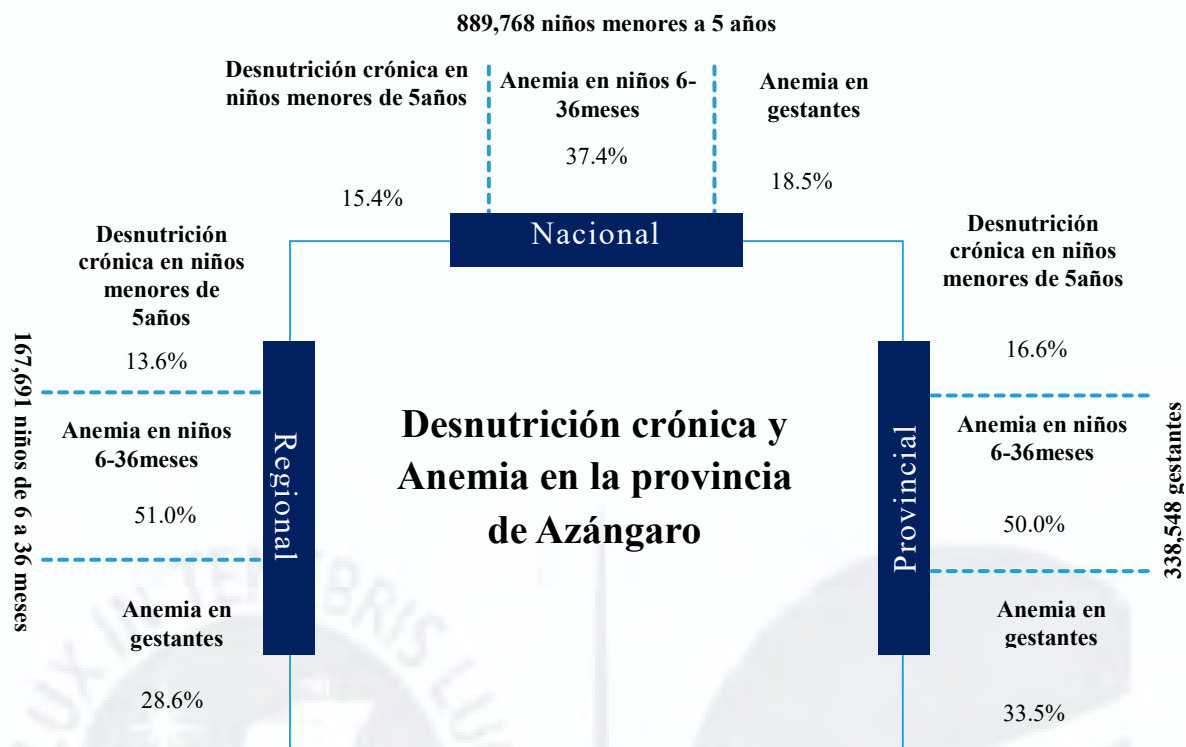 889,768 niños menores a 5 años
Desnutrición crónica en
niños menores de 5años
15.4%
Anemia en niños 6-
36meses
37.4%
Anemia en
gestantes
18.5%
Nacional
Desnutrición
crónica en niños
menores de
5años
13.6%
167,691 niños de 6 a 36 meses
Anemia en niños
6-36meses
51.0%
Anemia en
gestantes
28.6%
Regional
Desnutrición crónica y
Anemia en la provincia
de Azángaro
Provincial
Desnutrición
crónica en niños
menores de 5años
16.6%
Anemia en niños
6-36meses
50.0%
338,548 gestantes
Anemia en
gestantes
33.5%
LUX IN TENEBRIS LUC